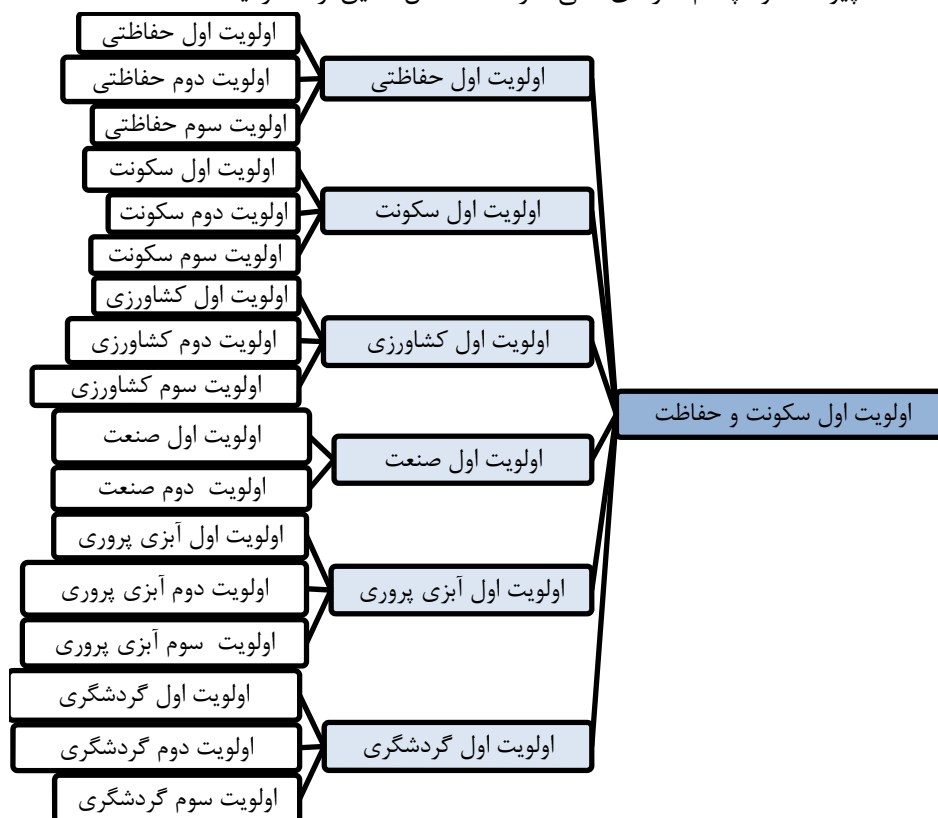 اولویت اول سکونت و حفاظت
اولویت اول حفاظتی
اولویت اول حفاظتی
اولویت دوم حفاظتی
اولویت سوم حفاظتی
اولویت اول سکونت
اولویت اول سکونت
اولویت دوم سکونت
اولویت سوم سکونت
اولویت اول کشاورزی
اولویت اول کشاورزی
اولویت دوم کشاورزی
اولویت سوم کشاورزی
اولویت اول صنعت
اولویت اول صنعت
اولویت دوم صنعت
اولویت اول آبزی پروری
اولویت اول آبزی پروری
اولویت دوم آبزی پروری
اولویت سوم آبزی پروری
اولویت اول گردشگری
اولویت اول گردشگری
اولویت دوم گردشگری
اولویت سوم گردشگری